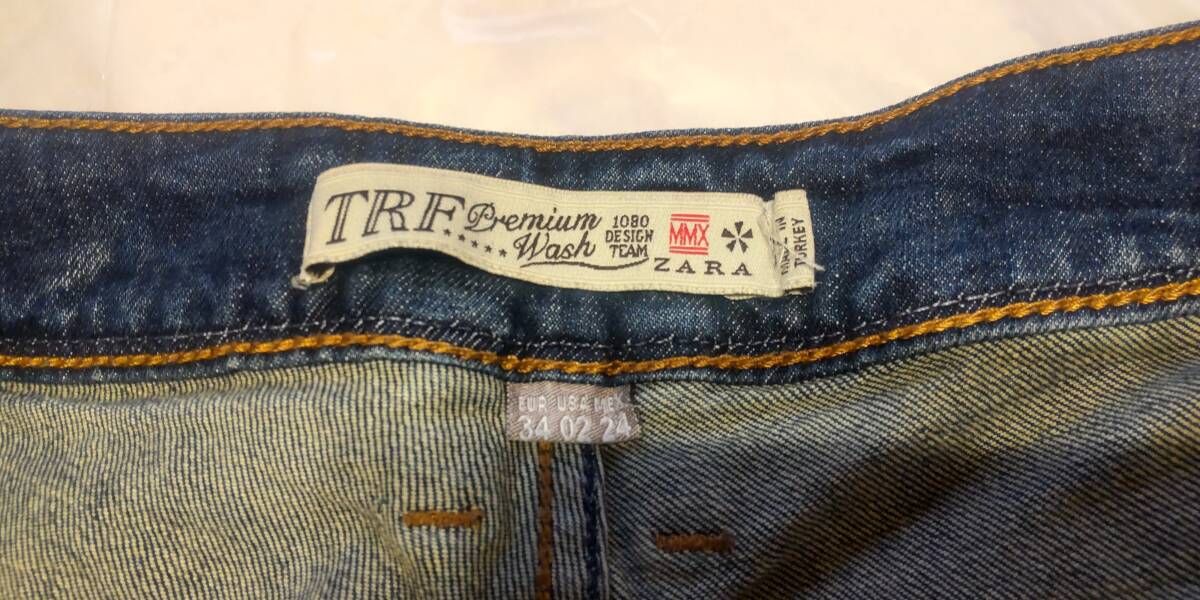 TRF Premium Wash
1080 DESIGN TEAM
MMX
ZARA
MADE IN TURKEY
EUR USA MEX
34 02 24